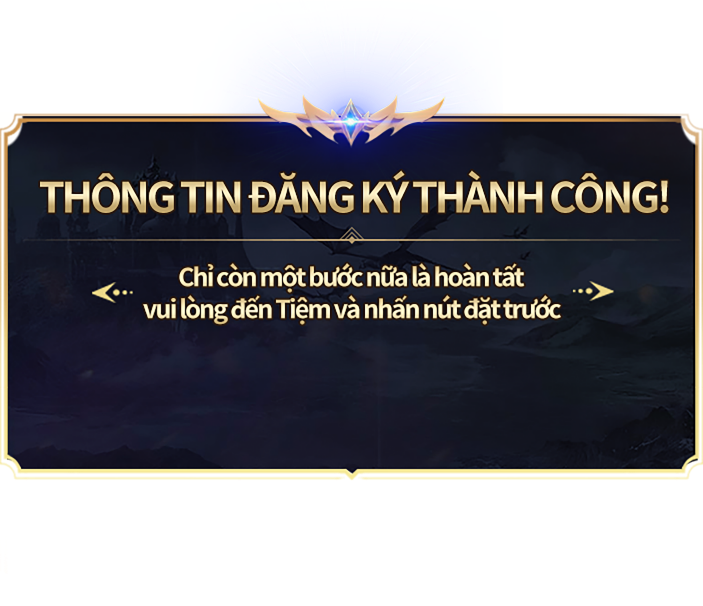 THÔNG TIN ĐĂNG KÝ THÀNH CÔNG!
Chỉ còn một bước nữa là hoàn tất
vui lòng đến Tiệm và nhấn nút đặt trước